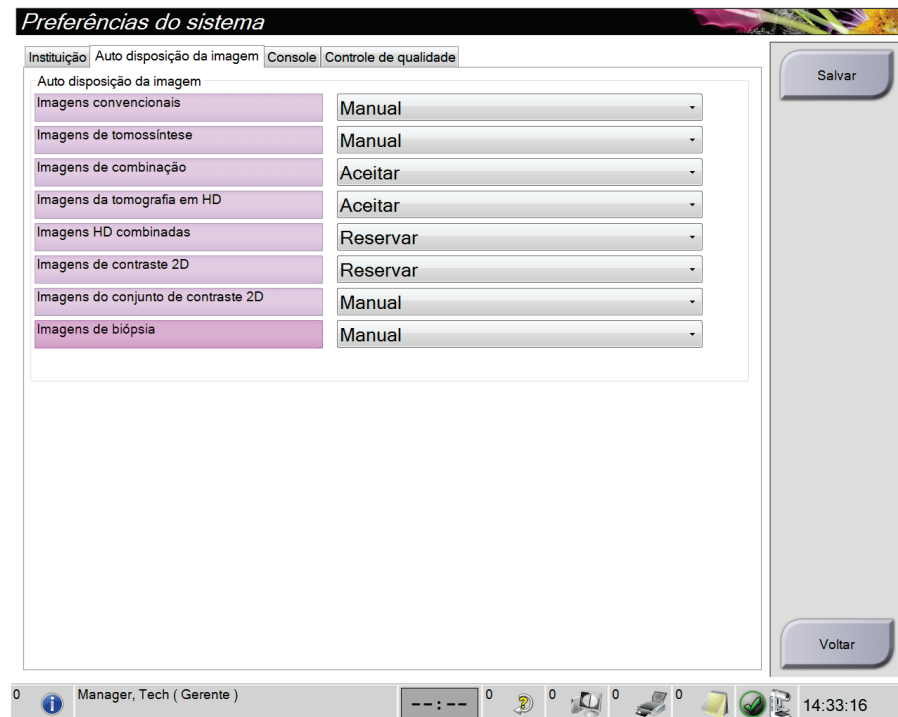 Preferências do sistema
Instituição Auto disposição da imagem Console Controle de qualidade
Salvar
Auto disposição da imagem
Imagens convencionais Manual
Imagens de tomossíntese Manual
Imagens de combinação Aceitar
Imagens da tomografia em HD Aceitar
Imagens HD combinadas Reservar
Imagens de contraste 2D Reservar
Imagens do conjunto de contraste 2D Manual
Imagens de biópsia Manual
Voltar
0 Manager, Tech ( Gerente ) --:-- 0 0 0 0 14:33:16